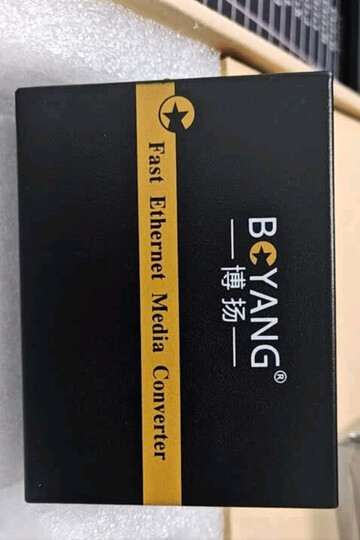 BOYANG®
博扬
Fast Ethernet Media Converter